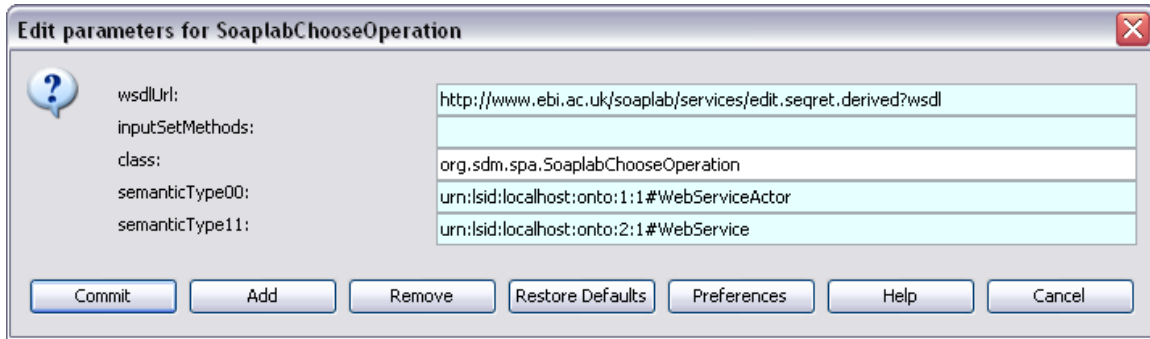 Edit parameters for SoaplabChooseOperation
wsdlUrl: http://www.ebi.ac.uk/soaplab/services/edit.seqret.derived?wsdl
inputSetMethods:
class: org.sdm.spa.SoaplabChooseOperation
semanticType00: urn:lsid:localhost:onto:1:1#WebServiceActor
semanticType11: urn:lsid:localhost:onto:2:1#WebService
Commit Add Remove Restore Defaults Preferences Help Cancel